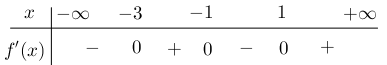 x −∞ −3 −1 1 +∞
f′(x) − 0 + 0 − 0 +